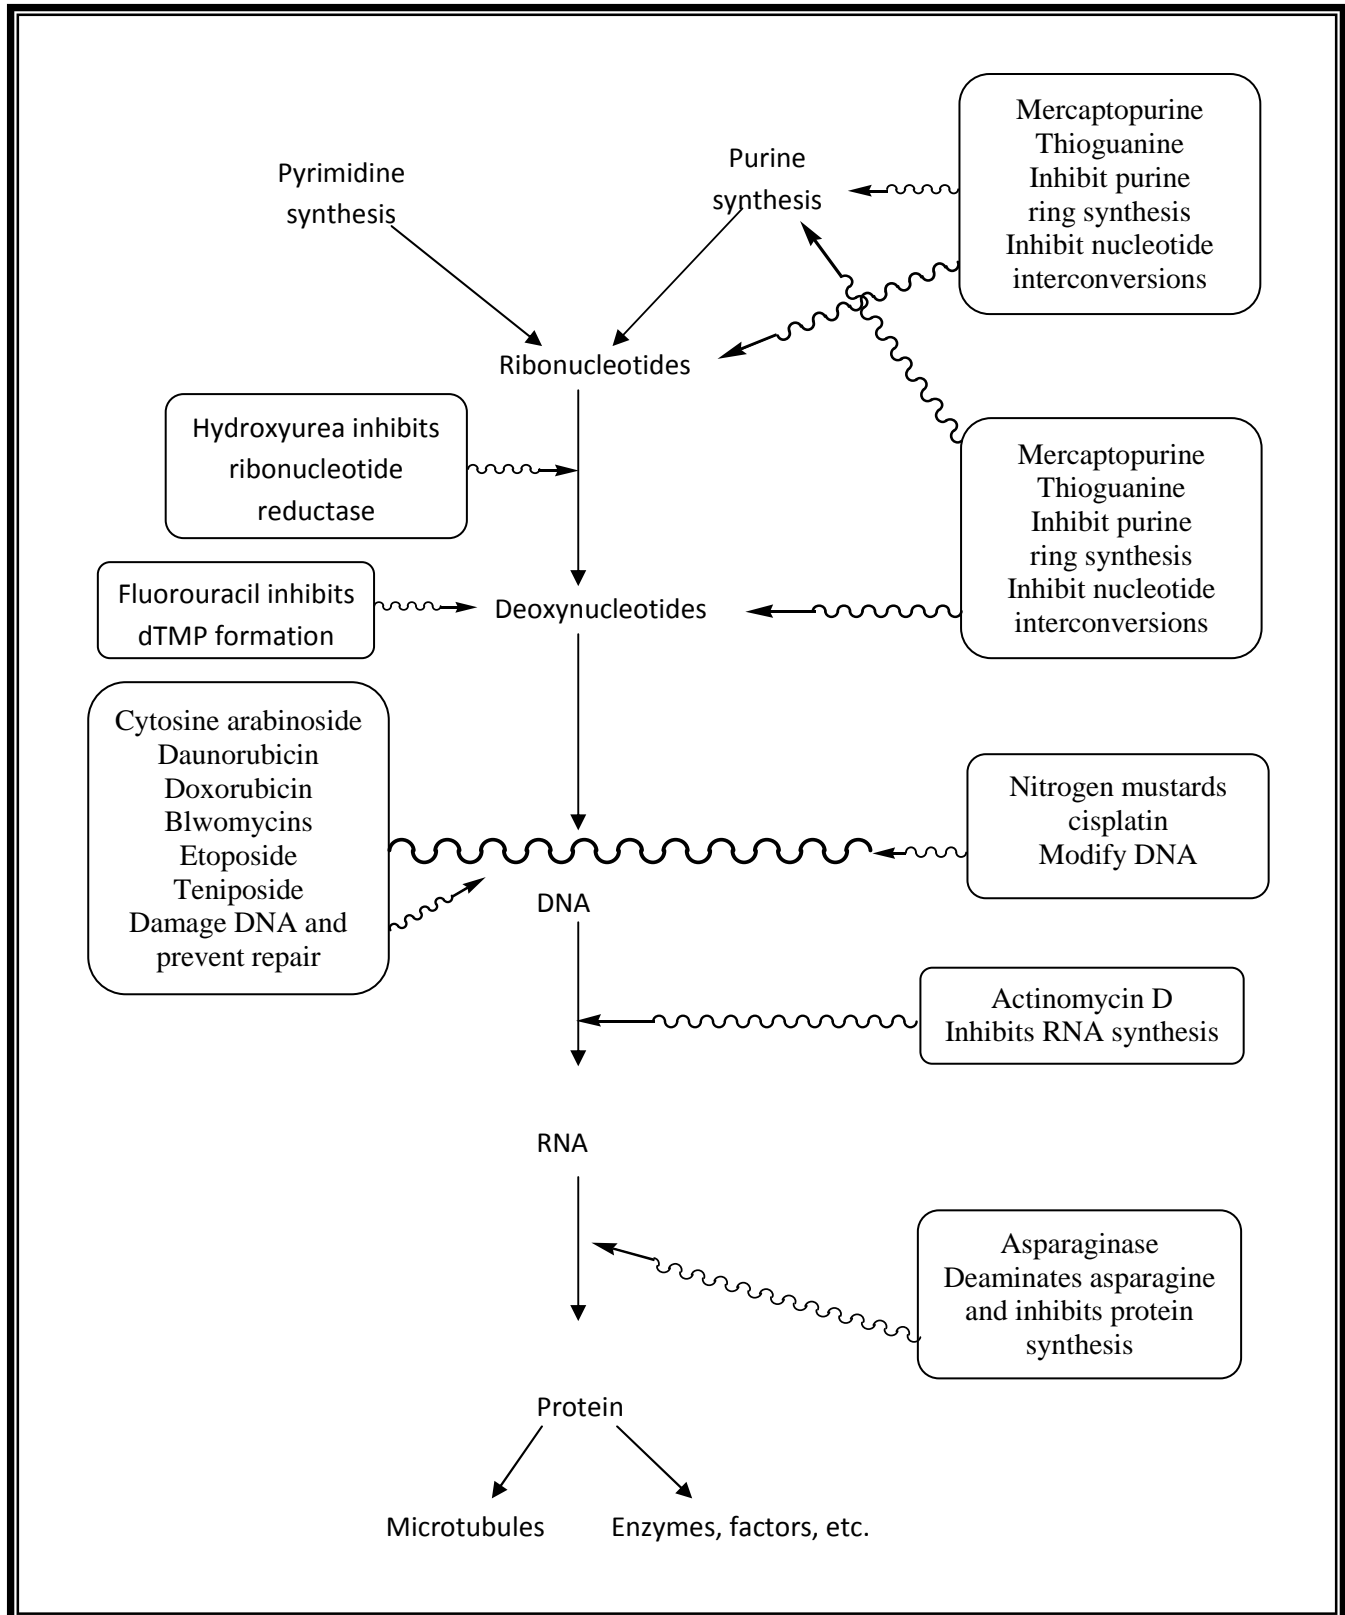 Pyrimidine
synthesis
Purine
synthesis
Mercaptopurine
Thioguanine
Inhibit purine
ring synthesis
Inhibit nucleotide
interconversions
Ribonucleotides
Hydroxyurea inhibits
ribonucleotide
reductase
Mercaptopurine
Thioguanine
Inhibit purine
ring synthesis
Inhibit nucleotide
interconversions
Fluorouracil inhibits
dTMP formation
Deoxynucleotides
Cytosine arabinoside
Daunorubicin
Doxorubicin
Blwomycins
Etoposide
Teniposide
Damage DNA and
prevent repair
Nitrogen mustards
cisplatin
Modify DNA
DNA
Actinomycin D
Inhibits RNA synthesis
RNA
Asparaginase
Deaminates asparagine
and inhibits protein
synthesis
Protein
Microtubules
Enzymes, factors, etc.